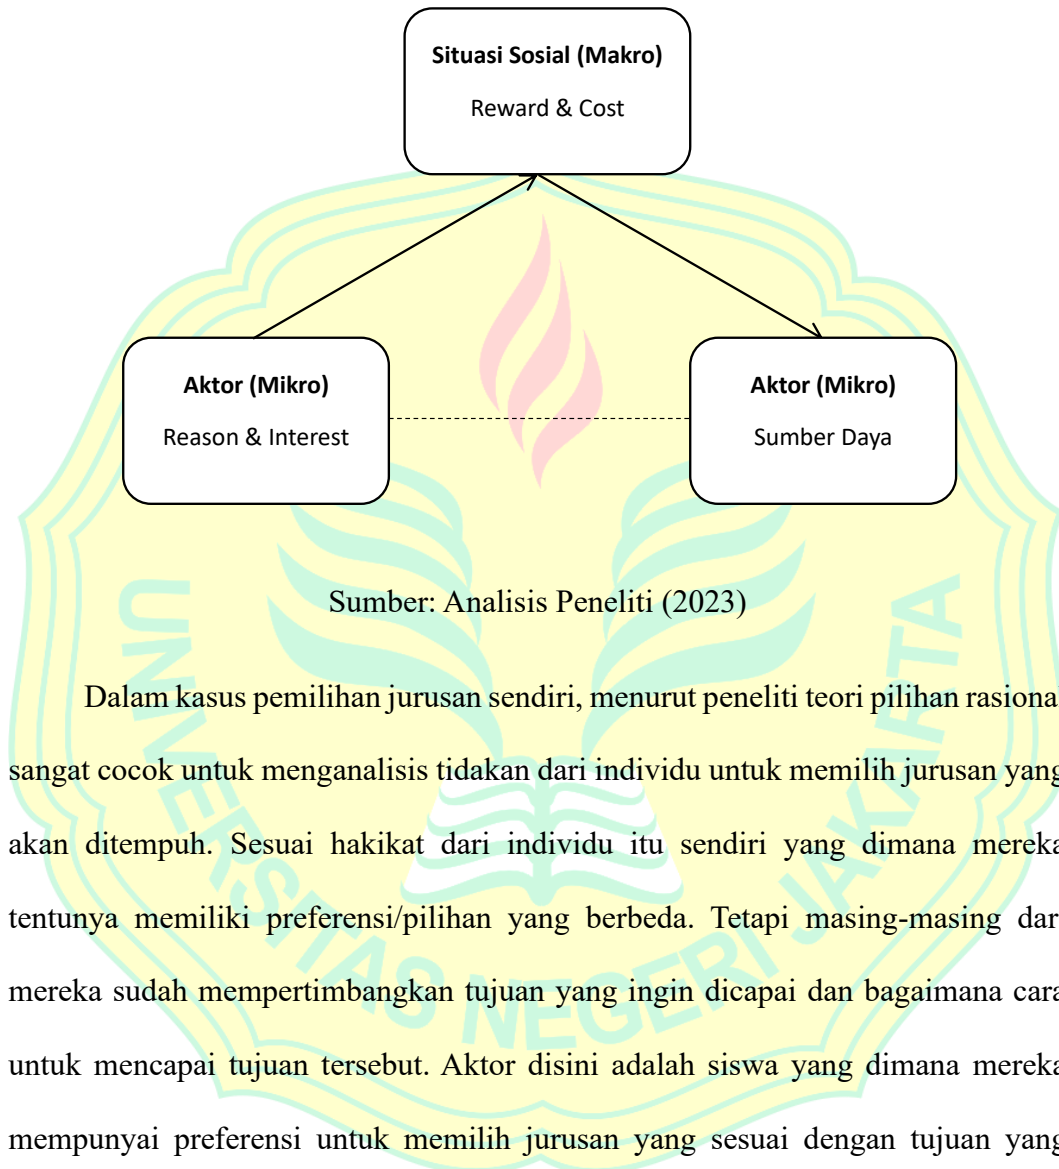 Situasi Sosial (Makro)
Reward & Cost
Aktor (Mikro)
Reason & Interest
Aktor (Mikro)
Sumber Daya
Sumber: Analisis Peneliti (2023)
Dalam kasus pemilihan jurusan sendiri, menurut peneliti teori pilihan rasional
sangat cocok untuk menganalisis tidakan dari individu untuk memilih jurusan yang
akan ditempuh. Sesuai hakikat dari individu itu sendiri yang dimana mereka
tentunya memiliki preferensi/pilihan yang berbeda. Tetapi masing-masing dari
mereka sudah mempertimbangkan tujuan yang ingin dicapai dan bagaimana cara
untuk mencapai tujuan tersebut. Aktor disini adalah siswa yang dimana mereka
mempunyai preferensi untuk memilih jurusan yang sesuai dengan tujuan yang
UNIVERSITAS NEGERI JAKARTA